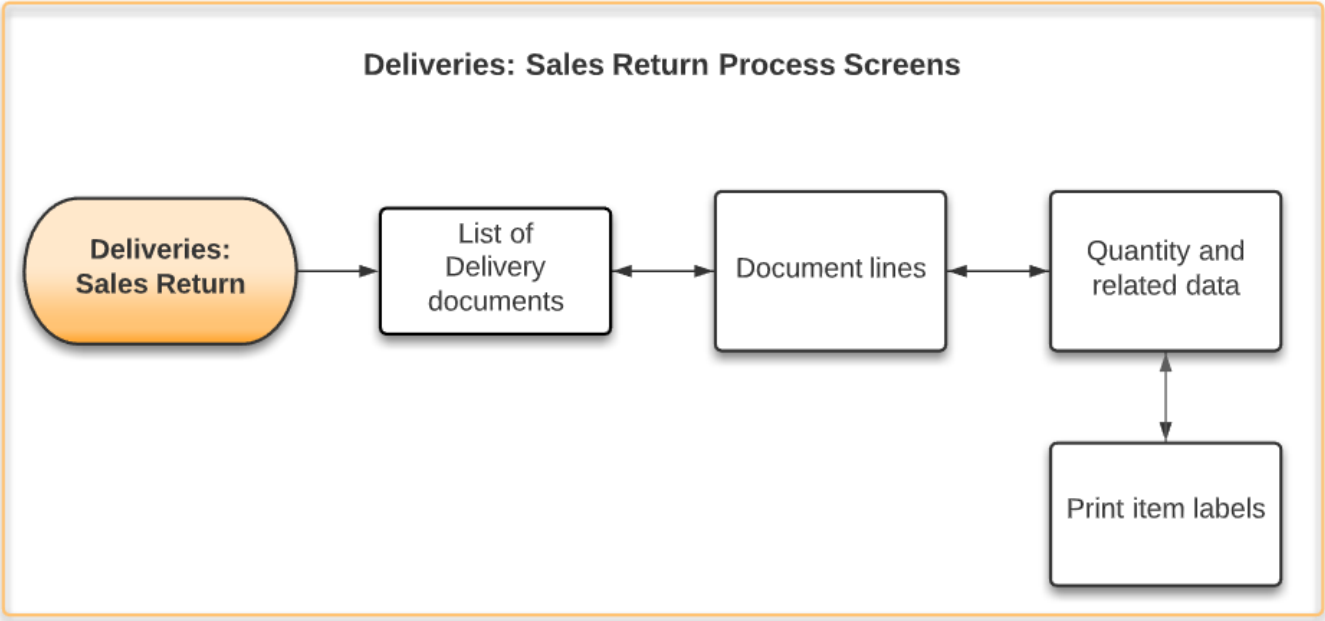 Deliveries: Sales Return Process Screens
Deliveries:
Sales Return
List of
Delivery
documents
Document lines
Quantity and
related data
Print item labels